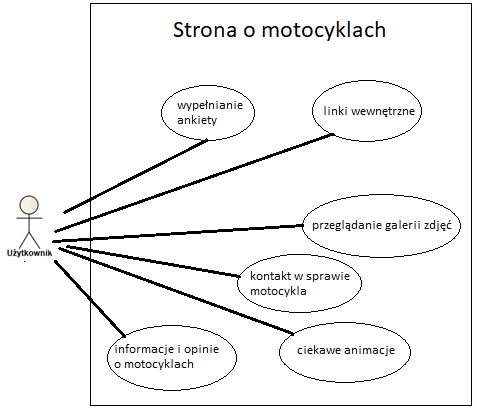 Strona o motocyklach
wypełnianie
ankiety
linki wewnętrzne
przeglądanie galerii zdjęć
Użytkownik
kontakt w sprawie
motocykla
informacje i opinie
o motocyklach
ciekawe animacje